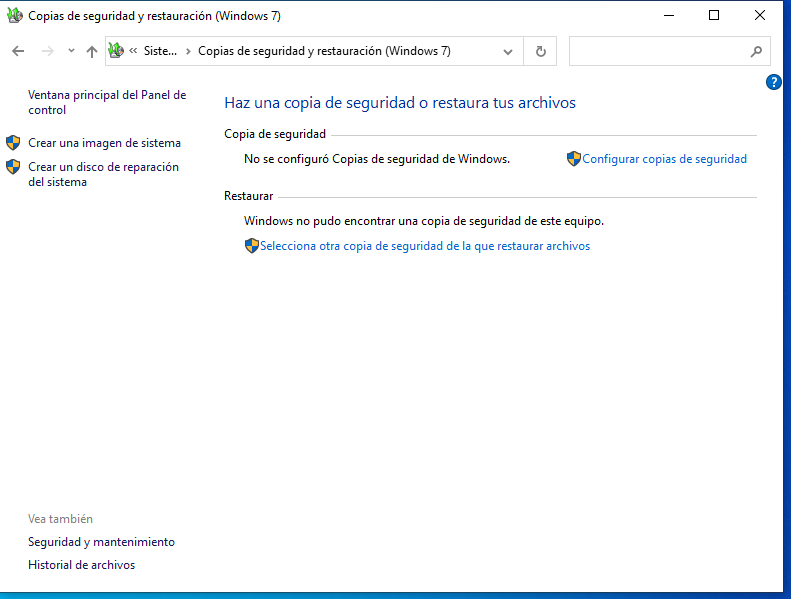 Copias de seguridad y restauración (Windows 7)
« Siste... › Copias de seguridad y restauración (Windows 7)
Ventana principal del Panel de
control
Crear una imagen de sistema
Crear un disco de reparación
del sistema
Haz una copia de seguridad o restaura tus archivos
Copia de seguridad
No se configuró Copias de seguridad de Windows.
Configurar copias de seguridad
Restaurar
Windows no pudo encontrar una copia de seguridad de este equipo.
Selecciona otra copia de seguridad de la que restaurar archivos
Vea también
Seguridad y mantenimiento
Historial de archivos